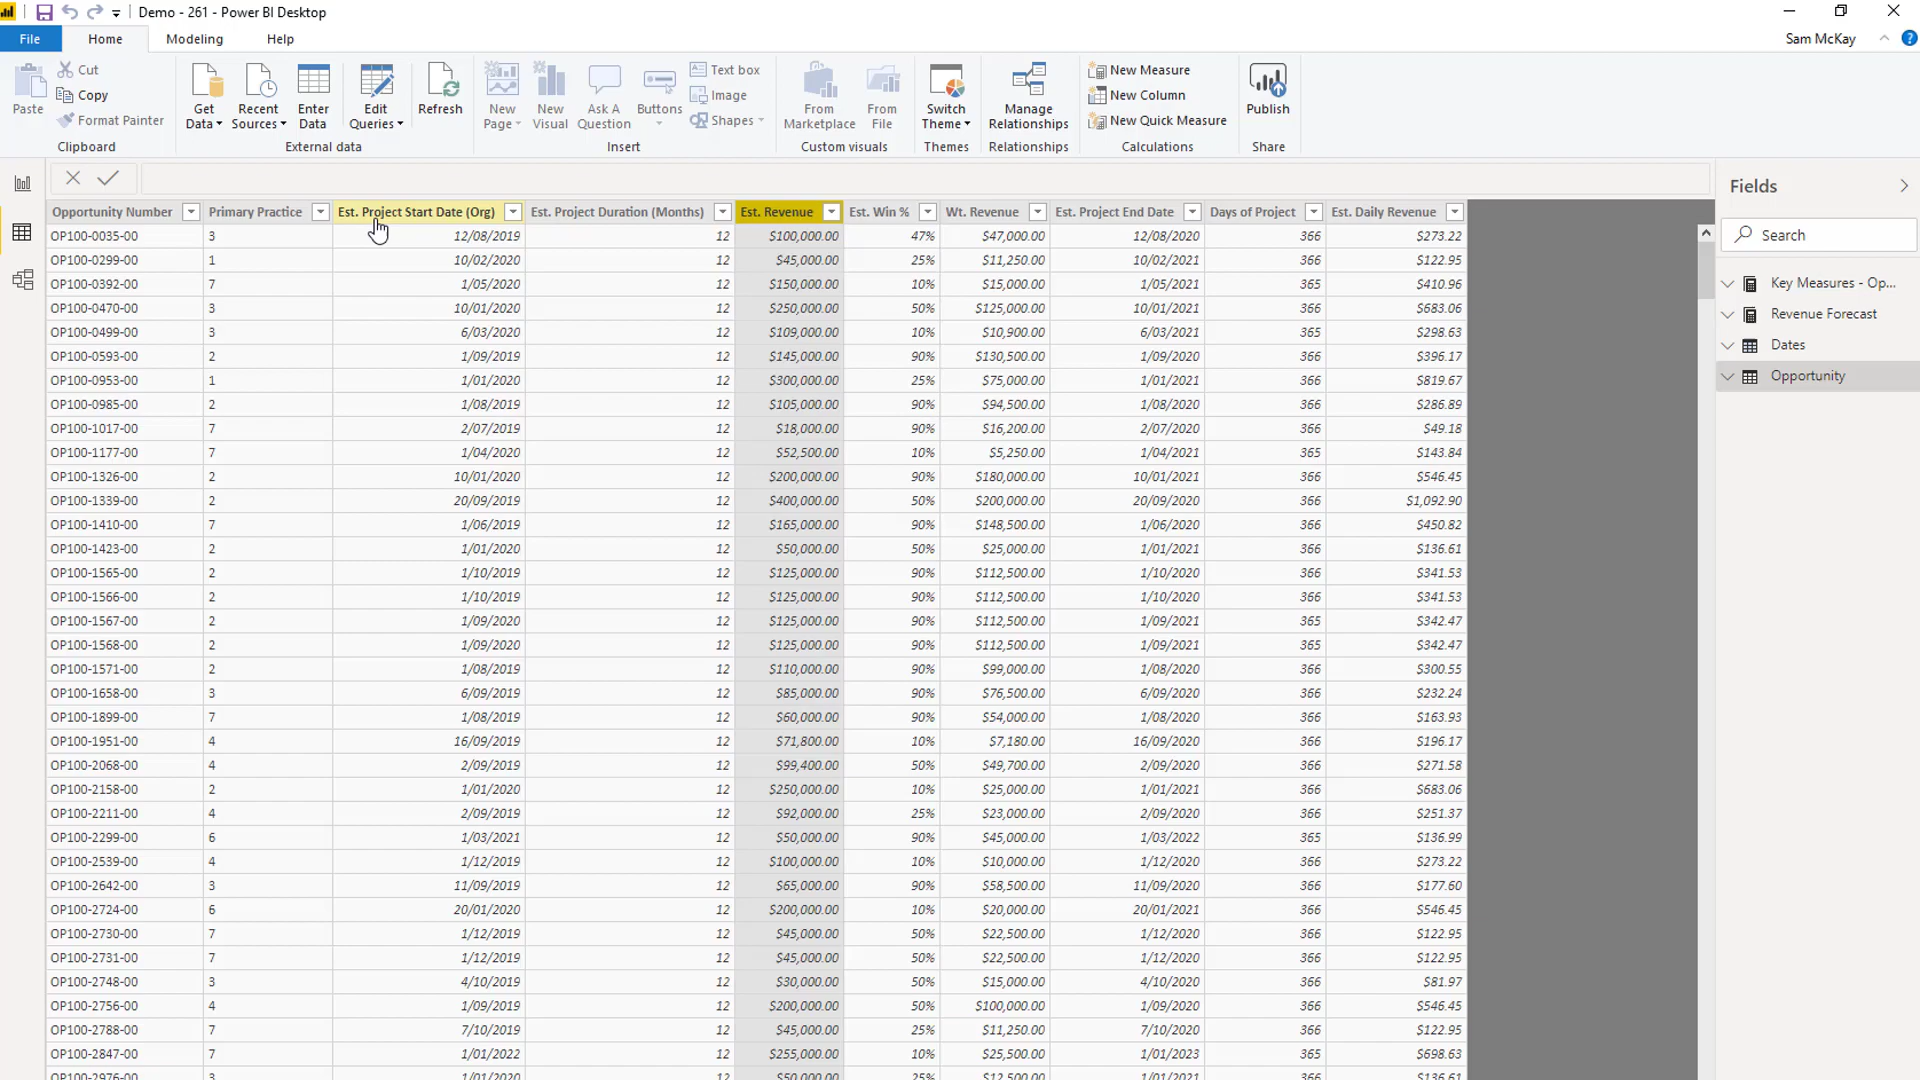 Demo - 261 - Power BI Desktop
File Home Modeling Help Sam McKay ?
Paste Cut Copy Format Painter Clipboard
Get Data Recent Sources Enter Data Edit Queries Refresh External data
New Page New Visual Ask A Question Buttons Text box Image Shapes Insert
From Marketplace From File Custom visuals
Switch Theme Themes
Manage Relationships Relationships
New Measure New Column New Quick Measure Calculations
Publish Share
Opportunity Number Primary Practice Est. Project Start Date (Org) Est. Project Duration (Months) Est. Revenue Est. Win % Wt. Revenue Est. Project End Date Days of Project Est. Daily Revenue
OP100-0035-00 3 12/08/2019 12 $100,000.00 47% $47,000.00 12/08/2020 366 $273.22
OP100-0299-00 1 10/02/2020 12 $45,000.00 25% $11,250.00 10/02/2021 366 $122.95
OP100-0392-00 7 1/05/2020 12 $150,000.00 10% $15,000.00 1/05/2021 365 $410.96
OP100-0470-00 3 10/01/2020 12 $250,000.00 50% $125,000.00 10/01/2021 366 $683.06
OP100-0499-00 3 6/03/2020 12 $109,000.00 10% $10,900.00 6/03/2021 365 $298.63
OP100-0593-00 2 1/09/2019 12 $145,000.00 90% $130,500.00 1/09/2020 366 $396.17
OP100-0953-00 1 1/01/2020 12 $300,000.00 25% $75,000.00 1/01/2021 366 $819.67
OP100-0985-00 2 1/08/2019 12 $105,000.00 90% $94,500.00 1/08/2020 366 $286.89
OP100-1017-00 7 2/07/2019 12 $18,000.00 90% $16,200.00 2/07/2020 366 $49.18
OP100-1177-00 7 1/04/2020 12 $52,500.00 10% $5,250.00 1/04/2021 365 $143.84
OP100-1326-00 2 10/01/2020 12 $200,000.00 90% $180,000.00 10/01/2021 366 $546.45
OP100-1339-00 2 20/09/2019 12 $400,000.00 50% $200,000.00 20/09/2020 366 $1,092.90
OP100-1410-00 7 1/06/2019 12 $165,000.00 90% $148,500.00 1/06/2020 366 $450.82
OP100-1423-00 2 1/01/2020 12 $50,000.00 50% $25,000.00 1/01/2021 366 $136.61
OP100-1565-00 2 1/10/2019 12 $125,000.00 90% $112,500.00 1/10/2020 366 $341.53
OP100-1566-00 2 1/10/2019 12 $125,000.00 90% $112,500.00 1/10/2020 366 $341.53
OP100-1567-00 2 1/09/2020 12 $125,000.00 90% $112,500.00 1/09/2021 365 $342.47
OP100-1568-00 2 1/09/2020 12 $125,000.00 90% $112,500.00 1/09/2021 365 $342.47
OP100-1571-00 2 1/08/2019 12 $110,000.00 90% $99,000.00 1/08/2020 366 $300.55
OP100-1658-00 3 6/09/2019 12 $85,000.00 90% $76,500.00 6/09/2020 366 $232.24
OP100-1899-00 7 1/08/2019 12 $60,000.00 90% $54,000.00 1/08/2020 366 $163.93
OP100-1951-00 4 16/09/2019 12 $71,800.00 10% $7,180.00 16/09/2020 366 $196.17
OP100-2068-00 4 2/09/2019 12 $99,400.00 50% $49,700.00 2/09/2020 366 $271.58
OP100-2158-00 2 1/01/2020 12 $250,000.00 10% $25,000.00 1/01/2021 366 $683.06
OP100-2211-00 4 2/09/2019 12 $92,000.00 25% $23,000.00 2/09/2020 366 $251.37
OP100-2299-00 6 1/03/2021 12 $50,000.00 90% $45,000.00 1/03/2022 365 $136.99
OP100-2539-00 4 1/12/2019 12 $100,000.00 10% $10,000.00 1/12/2020 366 $273.22
OP100-2642-00 3 11/09/2019 12 $65,000.00 90% $58,500.00 11/09/2020 366 $177.60
OP100-2724-00 6 20/01/2020 12 $200,000.00 10% $20,000.00 20/01/2021 366 $546.45
OP100-2730-00 7 1/12/2019 12 $45,000.00 50% $22,500.00 1/12/2020 366 $122.95
OP100-2731-00 7 1/12/2019 12 $45,000.00 50% $22,500.00 1/12/2020 366 $122.95
OP100-2748-00 3 4/10/2019 12 $30,000.00 50% $15,000.00 4/10/2020 366 $81.97
OP100-2756-00 4 1/09/2019 12 $200,000.00 50% $100,000.00 1/09/2020 366 $546.45
OP100-2788-00 7 7/10/2019 12 $45,000.00 25% $11,250.00 7/10/2020 366 $122.95
OP100-2847-00 7 1/01/2022 12 $255,000.00 10% $25,500.00 1/01/2023 365 $698.63
OP100-2976-00 3 1/01/2020 12 $50,000.00 25% $12,500.00 1/01/2021 366 $136.61
Fields
Search
Key Measures - Op...
Revenue Forecast
Dates
Opportunity